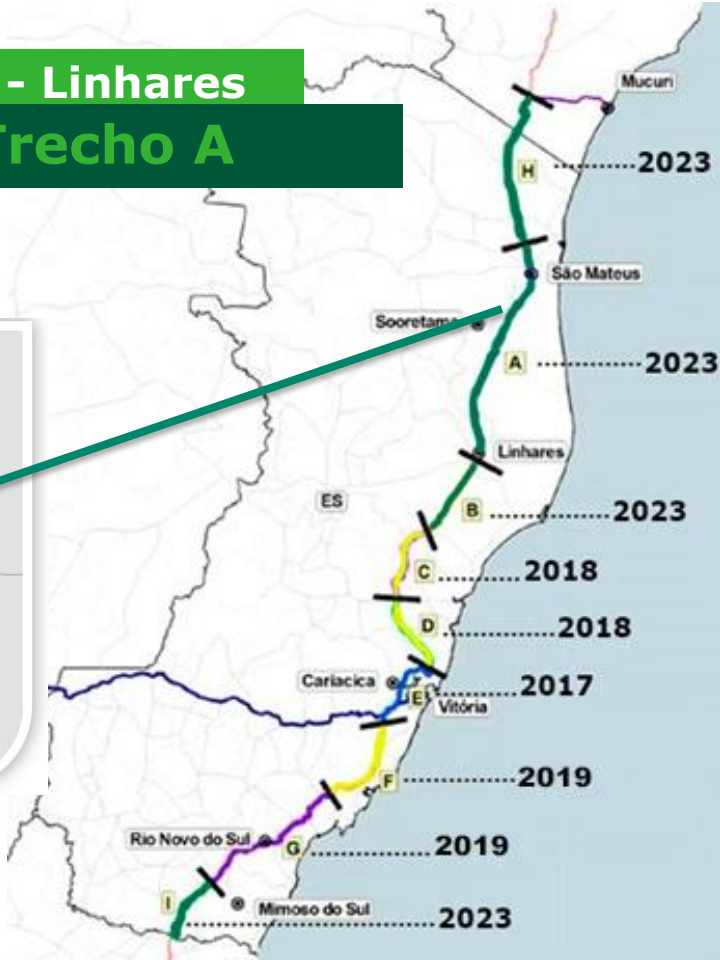 - Linhares
Trecho A
Mucuri
H
2023
São Mateus
Sooretama
A
2023
Linhares
ES
B
2023
C
2018
D
2018
Cariacica
E
2017
Vitória
F
2019
Rio Novo do Sul
G
2019
I
Mimoso do Sul
2023